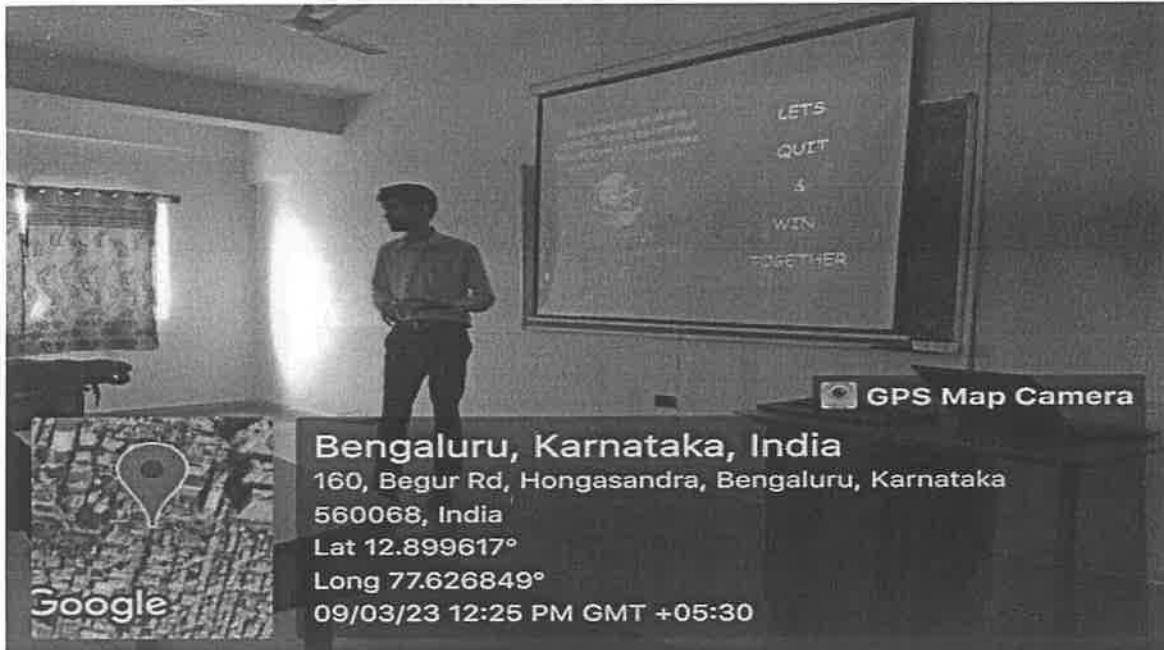 LETS
QUIT
&
WIN
TOGETHER
GPS Map Camera
Bengaluru, Karnataka, India
160, Begur Rd, Hongasandra, Bengaluru, Karnataka
560068, India
Lat 12.899617°
Long 77.626849°
09/03/23 12:25 PM GMT +05:30
Google